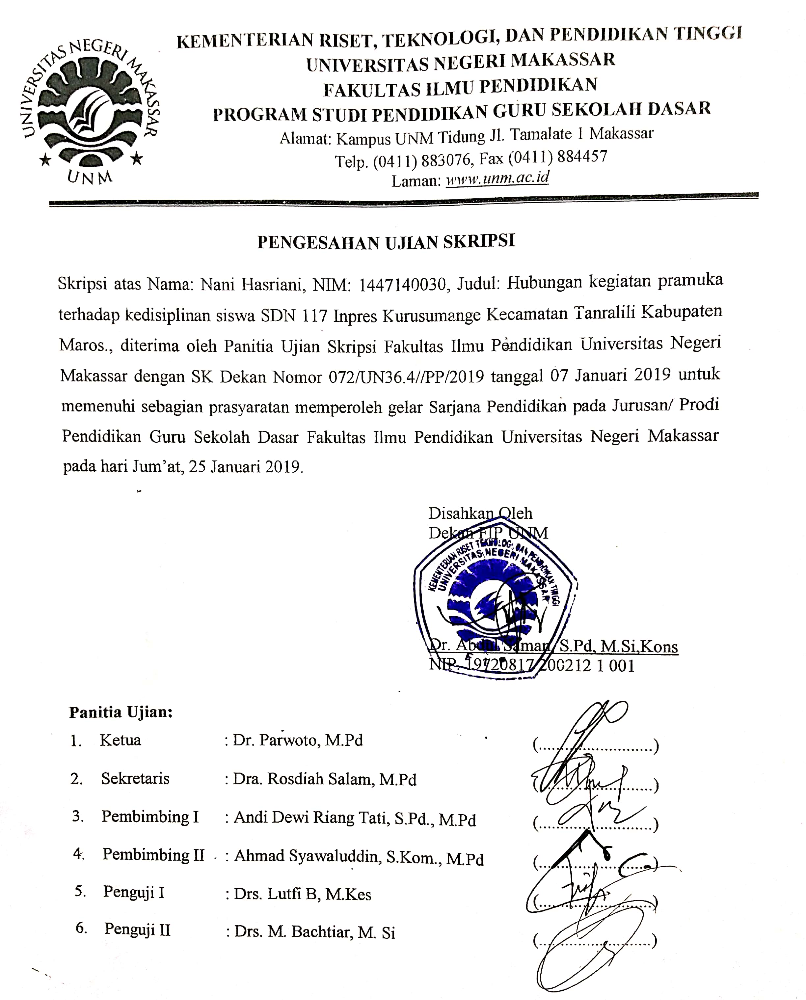 UNIVERSITAS NEGERI MAKASSAR
UNM
KEMENTERIAN RISET, TEKNOLOGI, DAN PENDIDIKAN TINGGI
UNIVERSITAS NEGERI MAKASSAR
FAKULTAS ILMU PENDIDIKAN
PROGRAM STUDI PENDIDIKAN GURU SEKOLAH DASAR
Alamat: Kampus UNM Tidung Jl. Tamalate 1 Makassar
Telp. (0411) 883076, Fax (0411) 884457
Laman: www.unm.ac.id
PENGESAHAN UJIAN SKRIPSI
Skripsi atas Nama: Nani Hasriani, NIM: 1447140030, Judul: Hubungan kegiatan pramuka
terhadap kedisiplinan siswa SDN 117 Inpres Kurusumange Kecamatan Tanralili Kabupaten
Maros., diterima oleh Panitia Ujian Skripsi Fakultas Ilmu Pendidikan Universitas Negeri
Makassar dengan SK Dekan Nomor 072/UN36.4//PP/2019 tanggal 07 Januari 2019 untuk
memenuhi sebagian prasyaratan memperoleh gelar Sarjana Pendidikan pada Jurusan/ Prodi
Pendidikan Guru Sekolah Dasar Fakultas Ilmu Pendidikan Universitas Negeri Makassar
pada hari Jum'at, 25 Januari 2019.
Disahkan Oleh
Dekan FIP UNM
KEMENTERIAN RISET TEKNOLOGI, DAN PENDIDIKAN TINGGI
UNIVERSITAS NEGERI MAKASSAR
Dr. Abdul Saman, S.Pd, M.Si,Kons
NIP. 19720817 200212 1 001
Panitia Ujian:
1. Ketua : Dr. Parwoto, M.Pd (............................)
2. Sekretaris : Dra. Rosdiah Salam, M.Pd (............................)
3. Pembimbing I : Andi Dewi Riang Tati, S.Pd., M.Pd (............................)
4. Pembimbing II : Ahmad Syawaluddin, S.Kom., M.Pd (............................)
5. Penguji I : Drs. Lutfi B, M.Kes (............................)
6. Penguji II : Drs. M. Bachtiar, M. Si (............................)